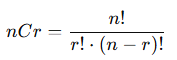 nCr = n! / (r! · (n − r)!)